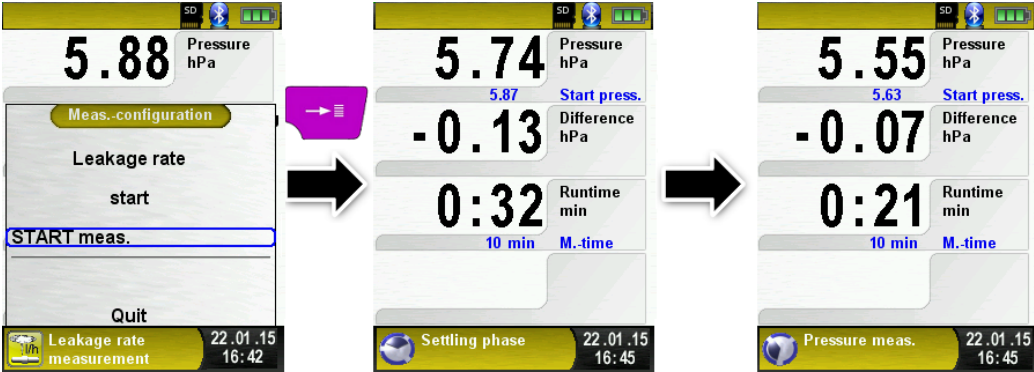 SD
5.88
Pressure
hPa
Meas.-configuration
Leakage rate
start
START meas.
Quit
Leakage rate
measurement
22.01.15
16:42
SD
5.74
Pressure
hPa
5.87 Start press.
-0.13
Difference
hPa
0:32
Runtime
min
10 min M.-time
Settling phase
22.01.15
16:45
SD
5.55
Pressure
hPa
5.63 Start press.
-0.07
Difference
hPa
0:21
Runtime
min
10 min M.-time
Pressure meas.
22.01.15
16:45